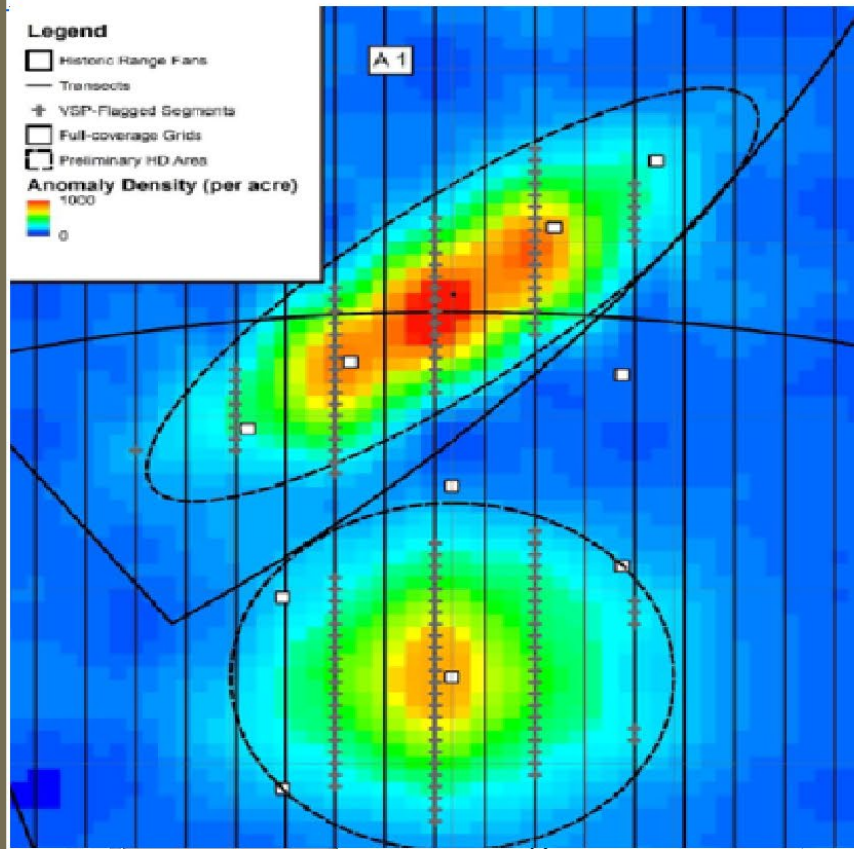 Legend
Historic Range Fans
Transects
VSP-Flagged Segments
Full-coverage Grids
Preliminary HD Area
Anomaly Density (per acre)
1000
0
A 1